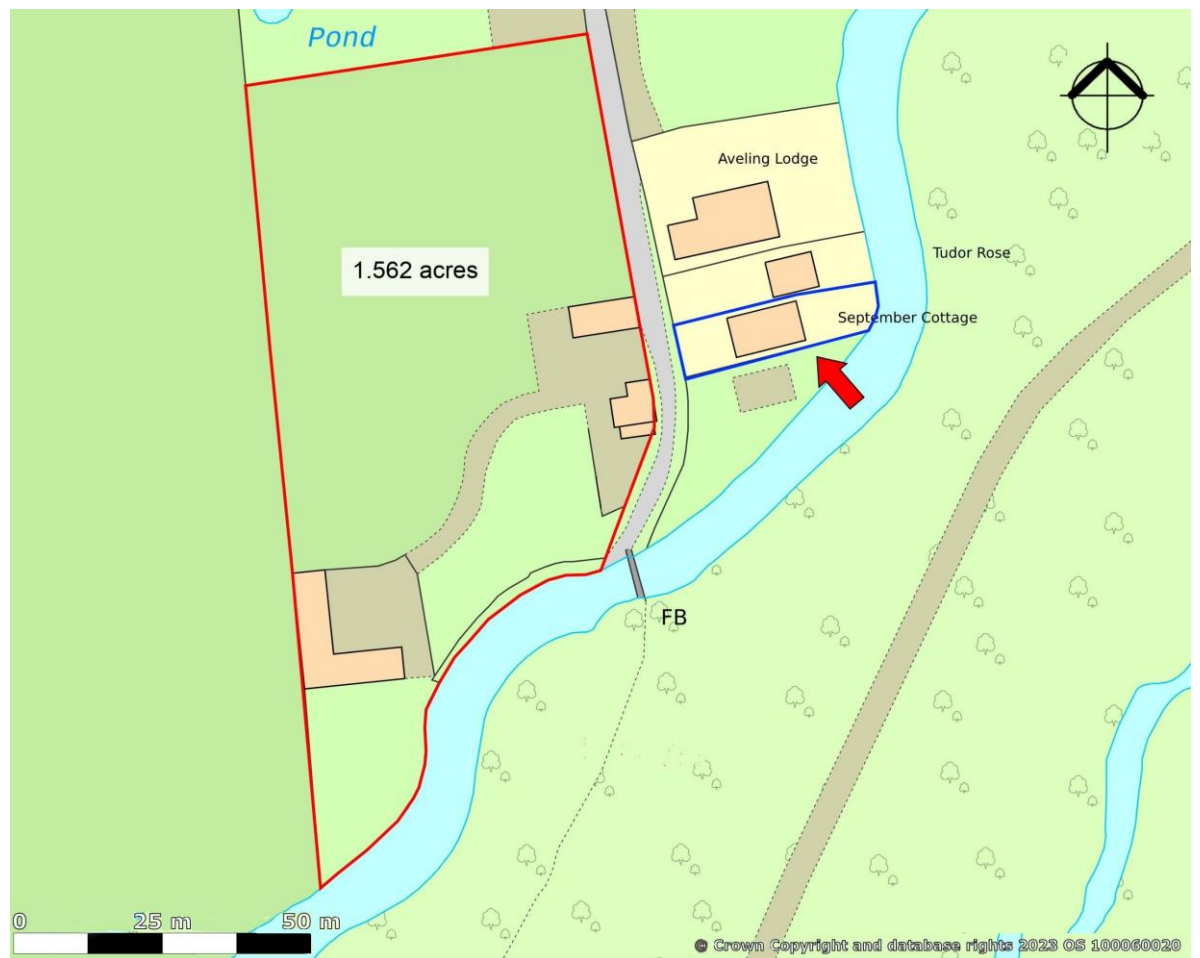 Pond
Aveling Lodge
Tudor Rose
1.562 acres
September Cottage
FB
0 25 m 50 m
© Crown Copyright and database rights 2023 OS 100060020